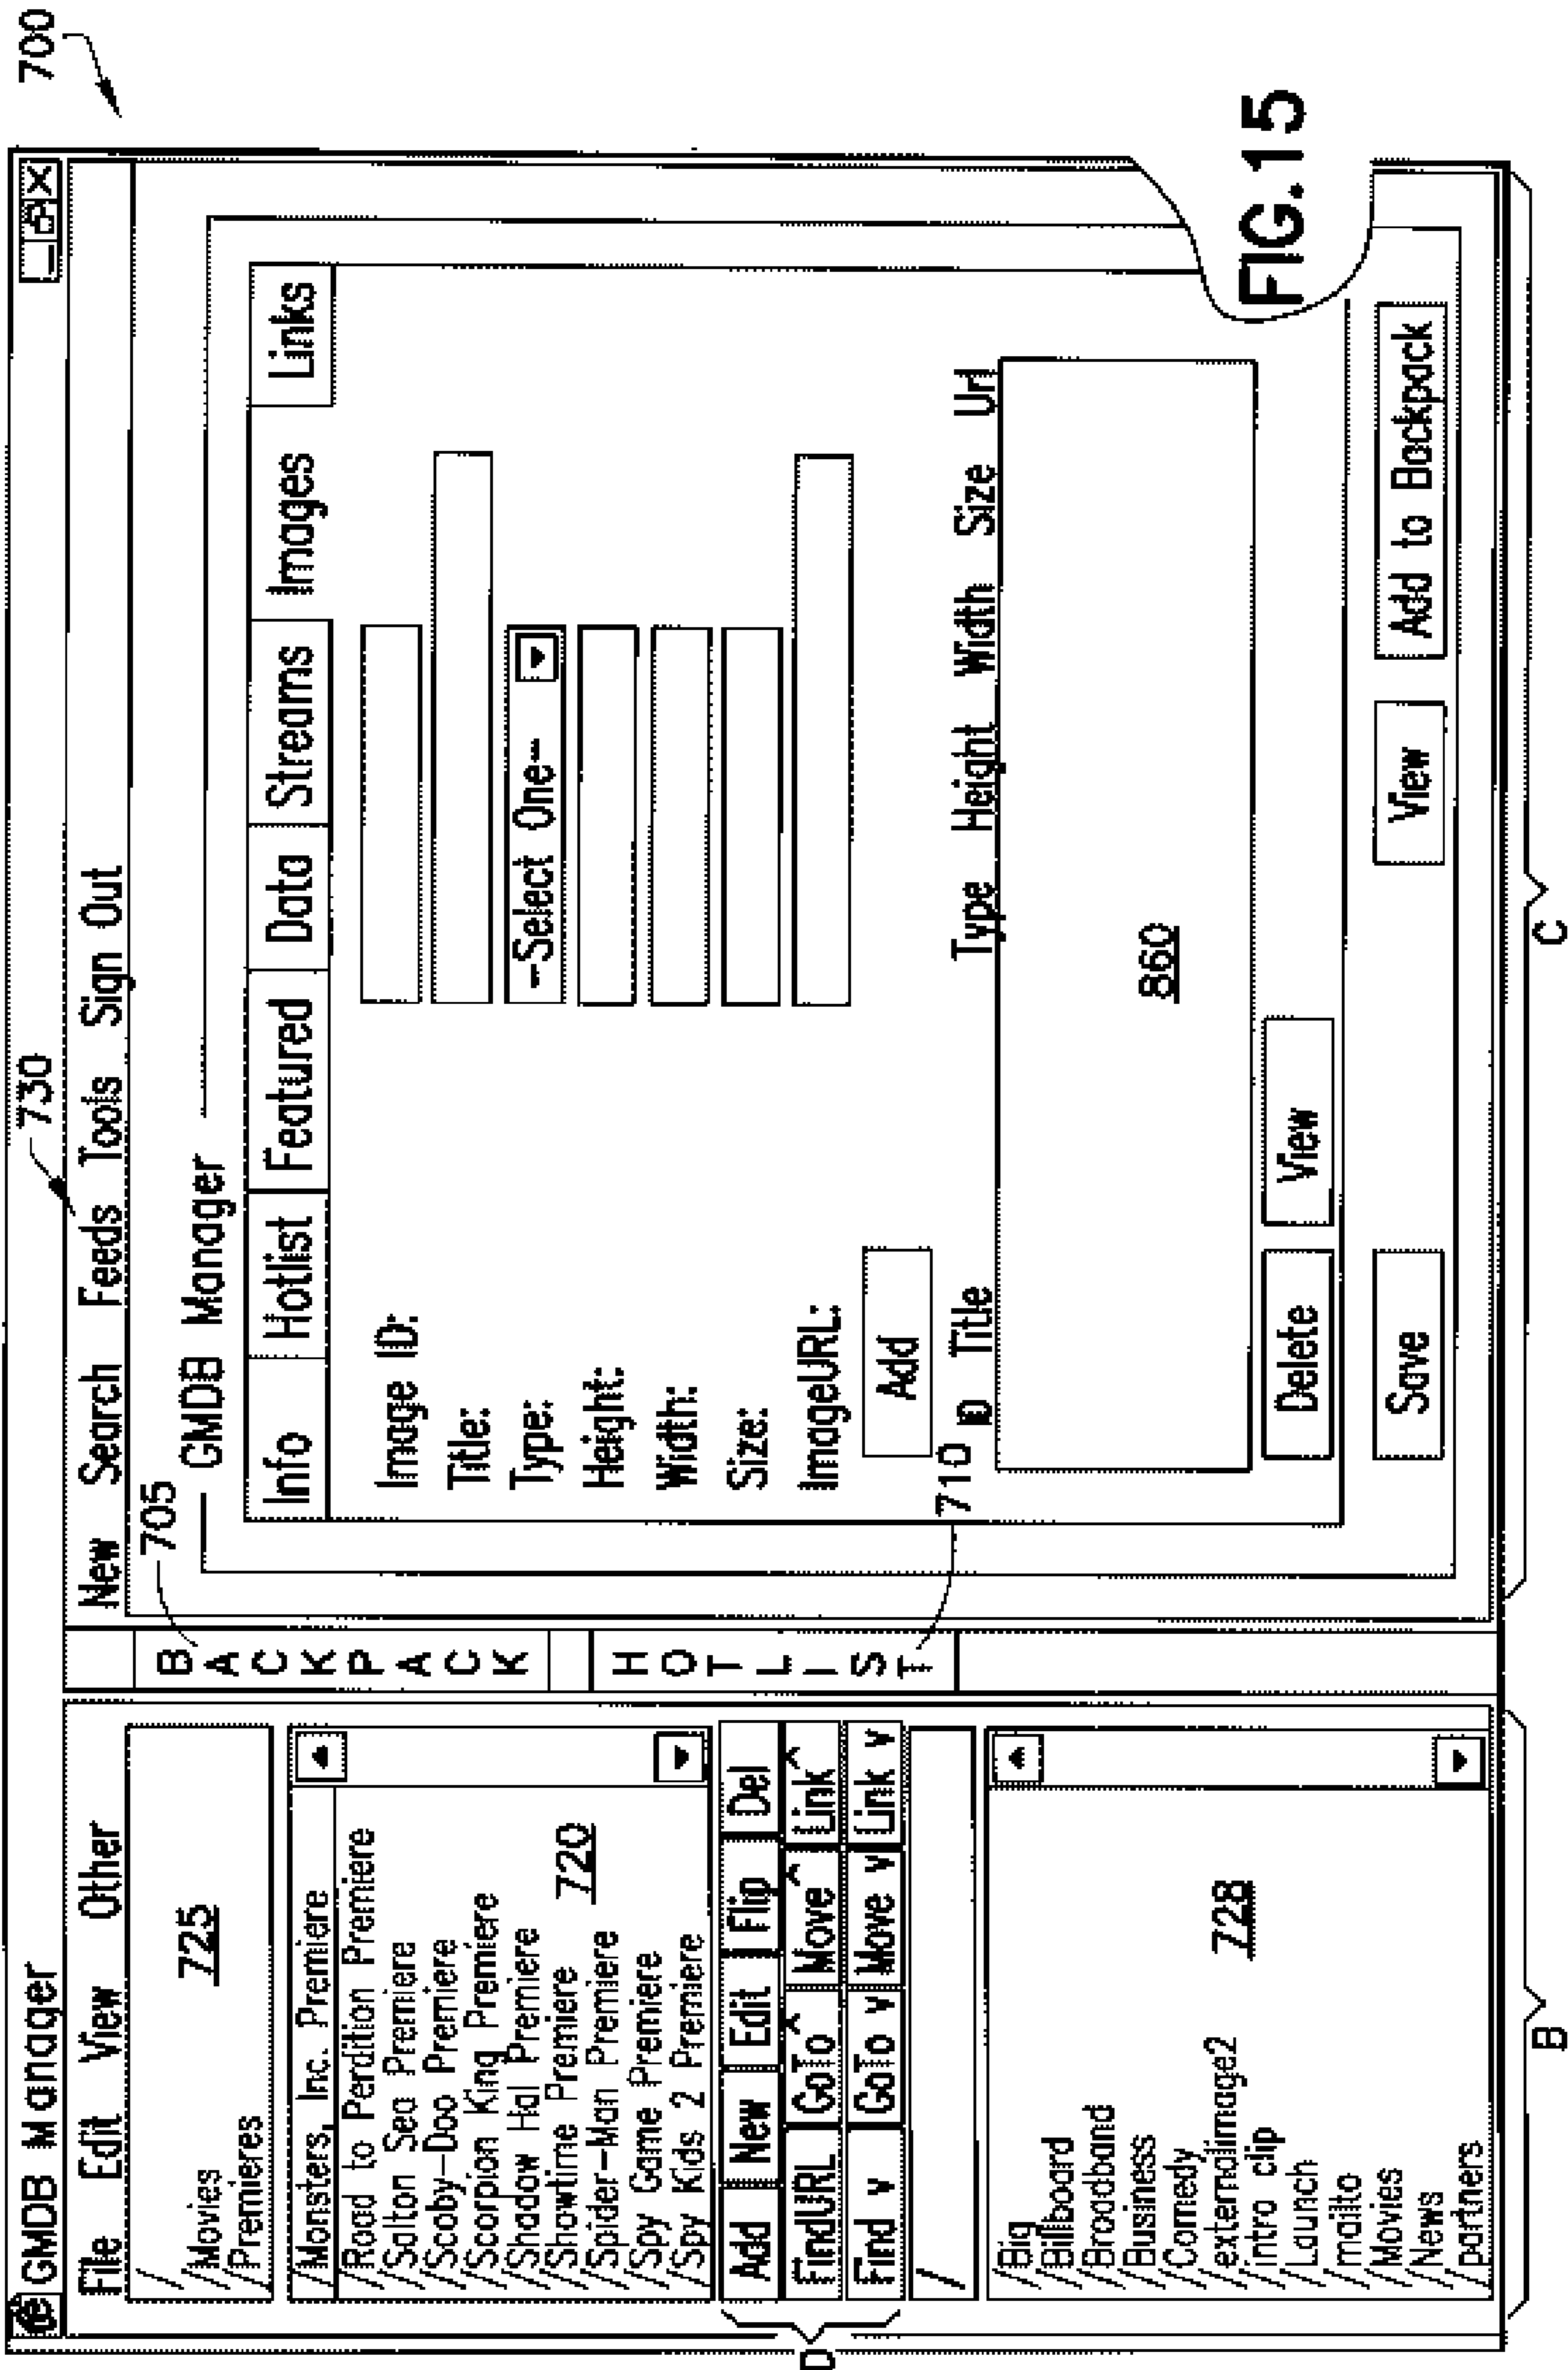 700
GMDB Manager
730
File Edit View Other
New Search Feeds Tools Sign Out
725
/
//Movies
//Premieres
//Monsters, Inc. Premiere
//Road to Perdition Premiere
//Salton Sea Premiere
//Scooby-Doo Premiere
//Scorpion King Premiere
//Shadow Hal Premiere
//Showtime Premiere
//Spider-Man Premiere
//Spy Game Premiere
//Spy Kids 2 Premiere
720
Add New Edit Flip Del
FindURL GoTo^ Move^ Link^
Find v GoTo v Move v Link v
D
/
//Big
//Billboard
//Broadband
//Business
//Comedy
//externalimage2
//intro clip
//Launch
//mailto
//Movies
//News
//partners
728
B
705
BACKPACK
HOTLIST
710
GMDB Manager
Info Hotlist Featured Data Streams Images Links
Image ID:
Title:
Type: -Select One--
Height:
Width:
Size:
ImageURL:
Add
ID Title Type Height Width Size Url
860
Delete View
Save View Add to Backpack
C
FIG.15